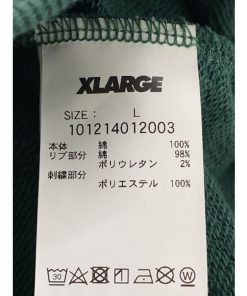 XLARGE
SIZE: L
101214012003
本体 綿 100%
リブ部分 綿 98%
ポリウレタン 2%
刺繍部分
ポリエステル 100%
30 W